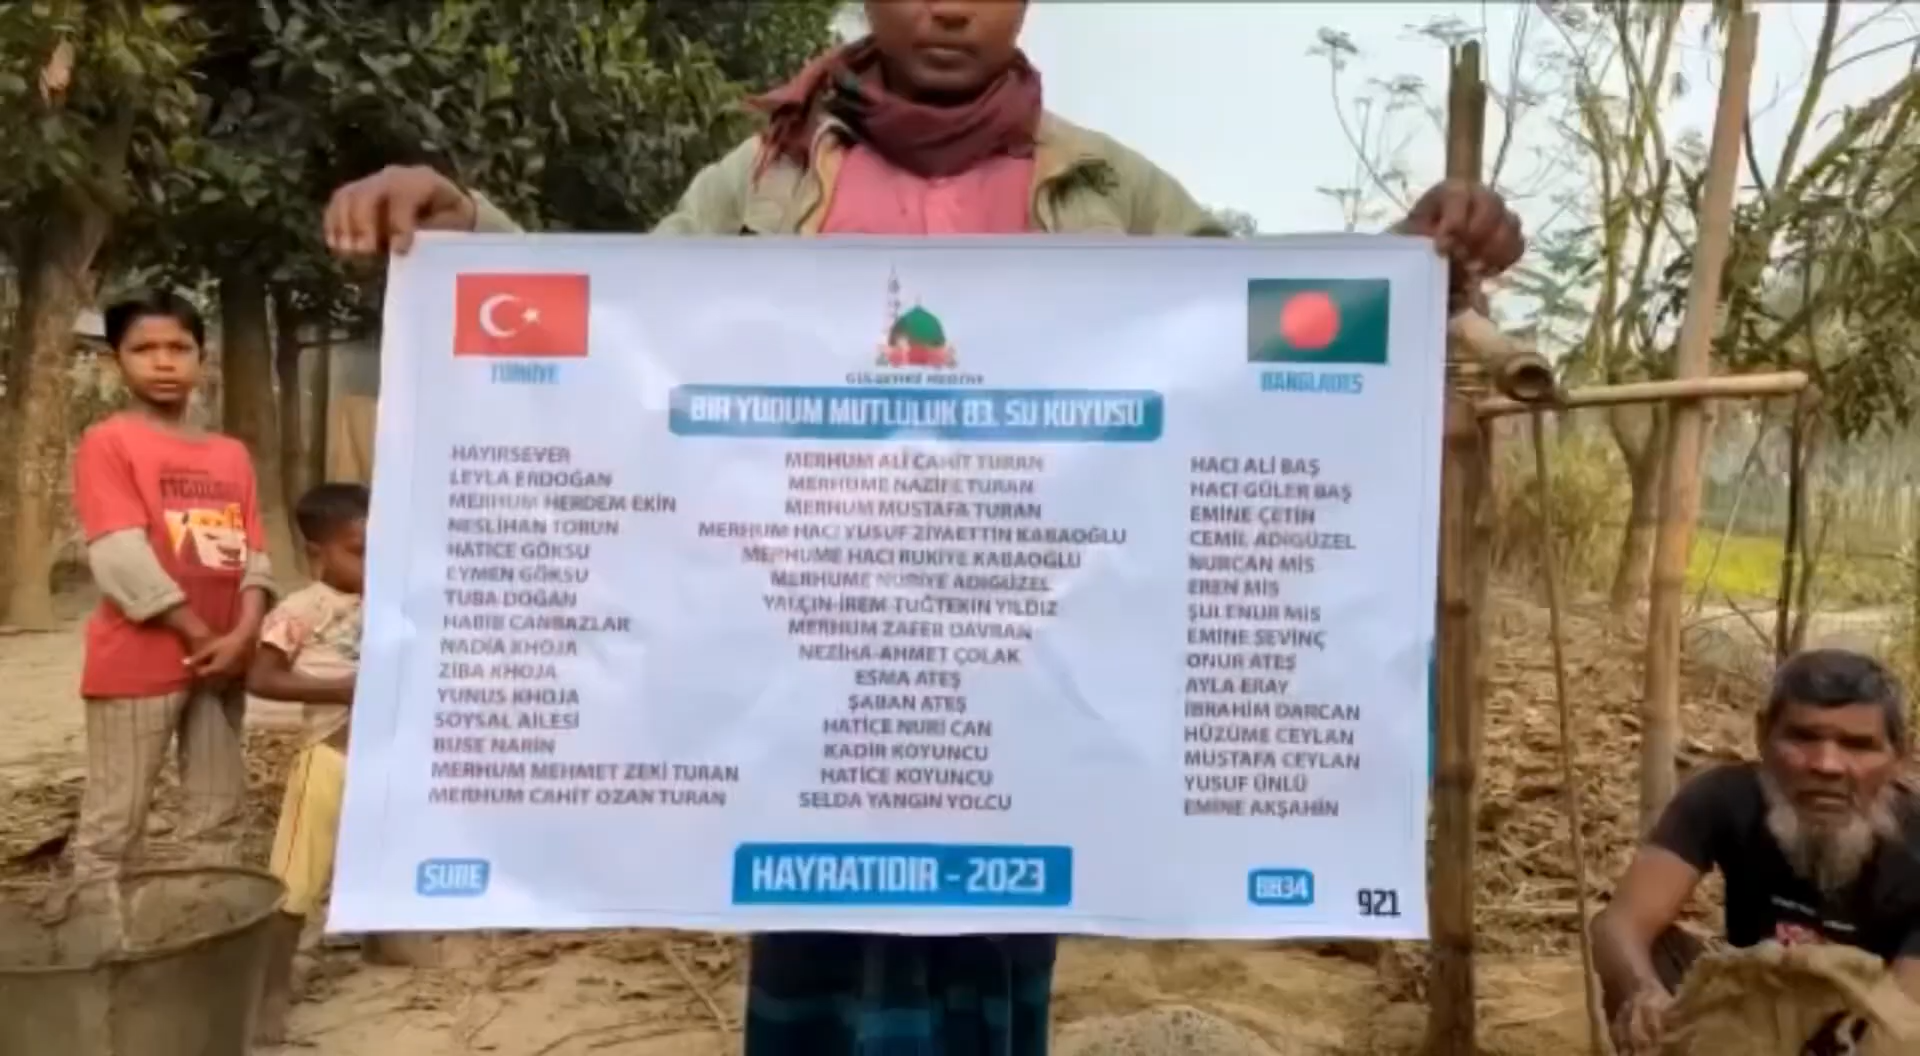 TÜRKİYE
BANGLADEŞ
BİR YUDUM MUTLULUK 83. SU KUYUSU
HAYIRSEVER
LEYLA ERDOĞAN
MERHUM HERDEM EKİN
NESLİHAN TORUN
HATİCE GÖKSU
EYMEN GÖKSU
TUBA DOĞAN
HABİB CANBAZLAR
NADİA KHOJA
ZİBA KHOJA
YUNUS KHOJA
SOYSAL AİLESİ
BUSE NARİN
MERHUM MEHMET ZEKİ TURAN
MERHUM CAHİT OZAN TURAN
MERHUM ALİ CAHİT TURAN
MERHUME NAZİFE TURAN
MERHUM MUSTAFA TURAN
MERHUM HACI YUSUF ZİYAETTİN KABAOĞLU
MERHUME HACI RUKİYE KABAOĞLU
MERHUME NURİYE ADIGÜZEL
YALÇIN-İREM-TUĞTEKİN YILDIZ
MERHUM ZAFER DAVRAN
NEZİHA-AHMET ÇOLAK
ESMA ATEŞ
ŞABAN ATEŞ
HATİCE NURİ CAN
KADİR KOYUNCU
HATİCE KOYUNCU
SELDA YANGIN YOLCU
HACI ALİ BAŞ
HACI GÜLER BAŞ
EMİNE ÇETİN
CEMİL ADIGÜZEL
NURCAN MİS
EREN MİS
ŞULENUR MİS
EMİNE SEVİNÇ
ONUR ATEŞ
AYLA ERAY
İBRAHİM DARCAN
HÜZÜME CEYLAN
MUSTAFA CEYLAN
YUSUF ÜNLÜ
EMİNE AKŞAHİN
ŞUBE
HAYRATIDIR - 2023
BB34
921